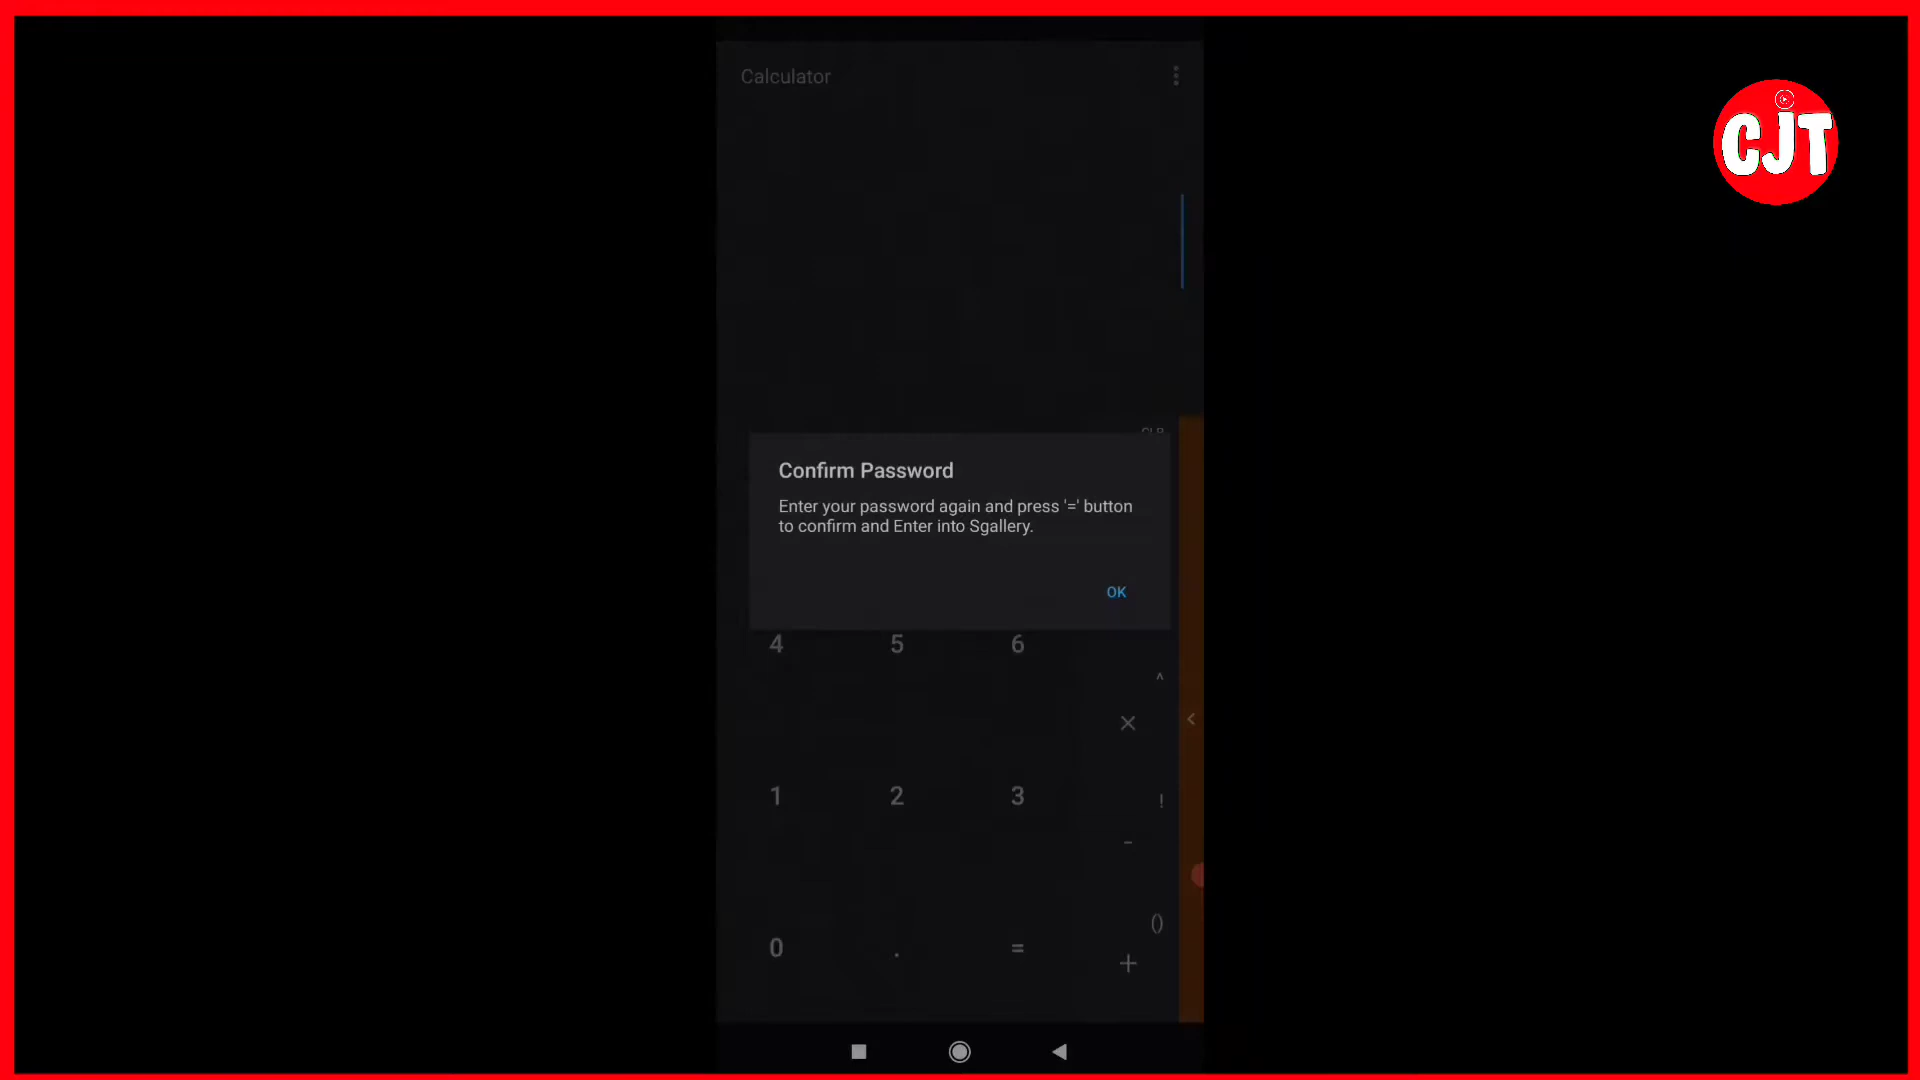 Calculator
CJT
CLR
Confirm Password
Enter your password again and press '=' button
to confirm and Enter into Sgallery.
OK
4 5 6
^
×
<
1 2 3
!
-
()
0 . =
+